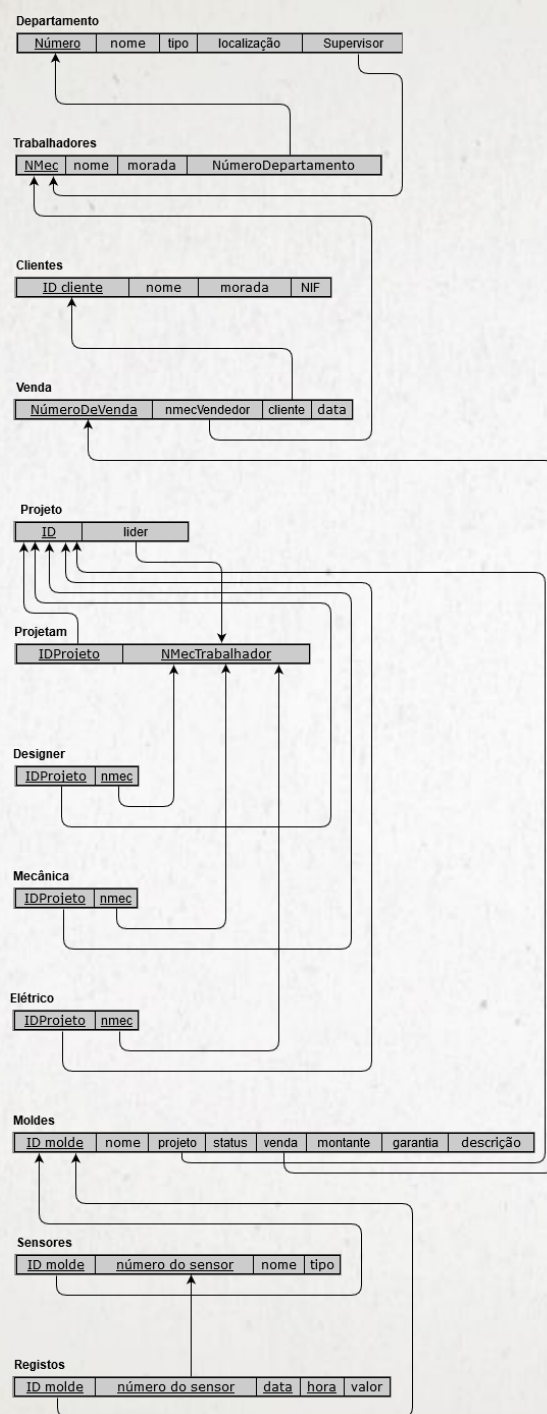 Departamento
Número nome tipo localização Supervisor
Trabalhadores
NMec nome morada NúmeroDepartamento
Clientes
ID cliente nome morada NIF
Venda
NúmeroDeVenda nmecVendedor cliente data
Projeto
ID lider
Projetam
IDProjeto NMecTrabalhador
Designer
IDProjeto nmec
Mecânica
IDProjeto nmec
Elétrico
IDProjeto nmec
Moldes
ID molde nome projeto status venda montante garantia descrição
Sensores
ID molde número do sensor nome tipo
Registos
ID molde número do sensor data hora valor